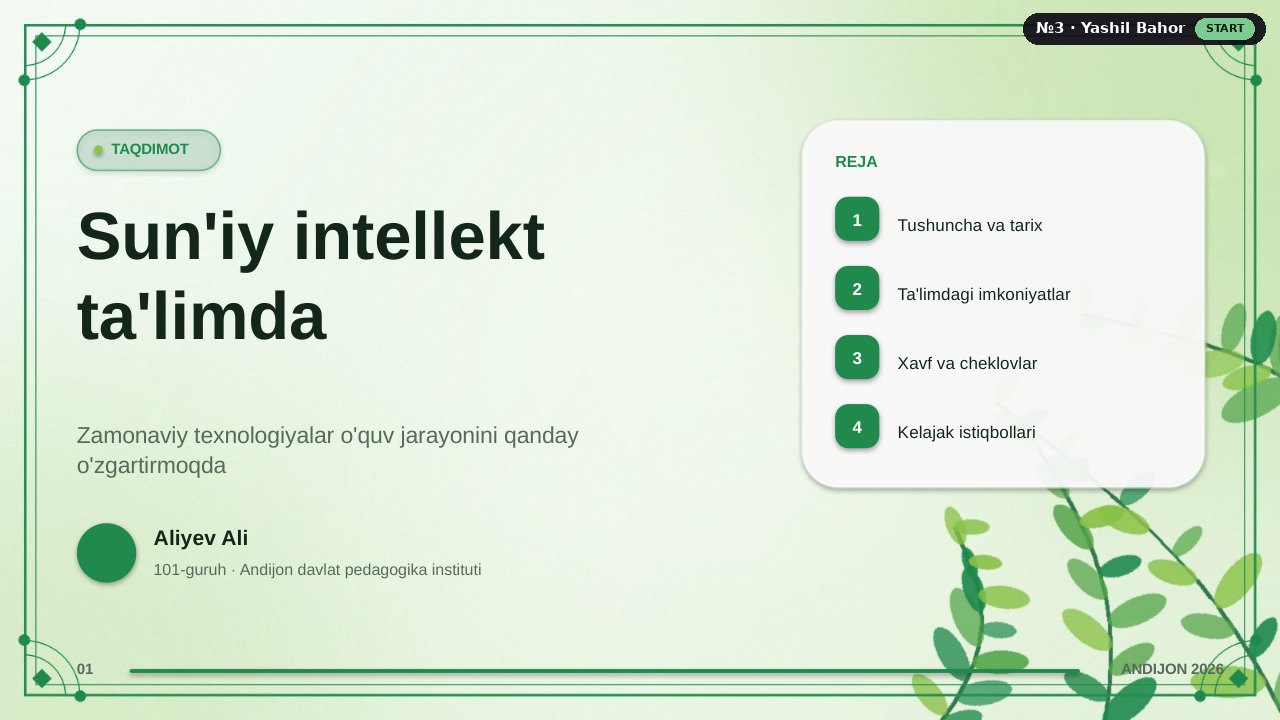 №3 · Yashil Bahor START
TAQDIMOT
Sun'iy intellekt
ta'limda
Zamonaviy texnologiyalar o'quv jarayonini qanday
o'zgartirmoqda
Aliyev Ali
101-guruh · Andijon davlat pedagogika instituti
REJA
1 Tushuncha va tarix
2 Ta'limdagi imkoniyatlar
3 Xavf va cheklovlar
4 Kelajak istiqbollari
01
ANDIJON 2026